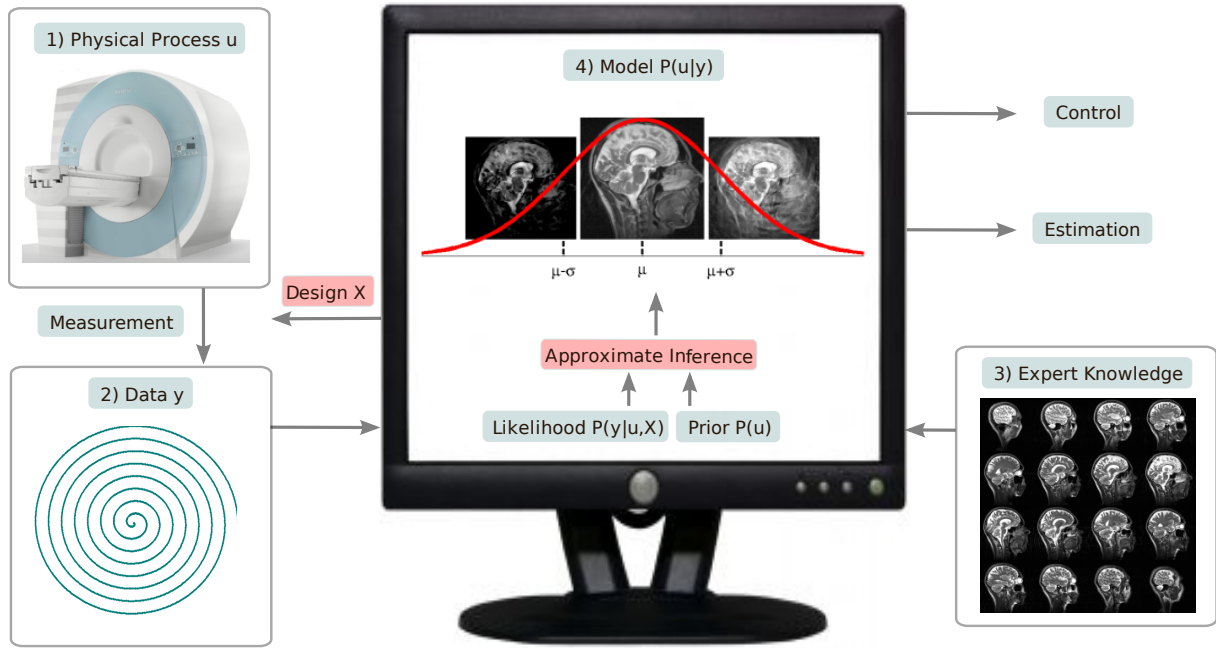 1) Physical Process u
Measurement
2) Data y
Design X
4) Model P(u|y)
μ-σ
μ
μ+σ
Approximate Inference
Likelihood P(y|u,X)
Prior P(u)
Control
Estimation
3) Expert Knowledge